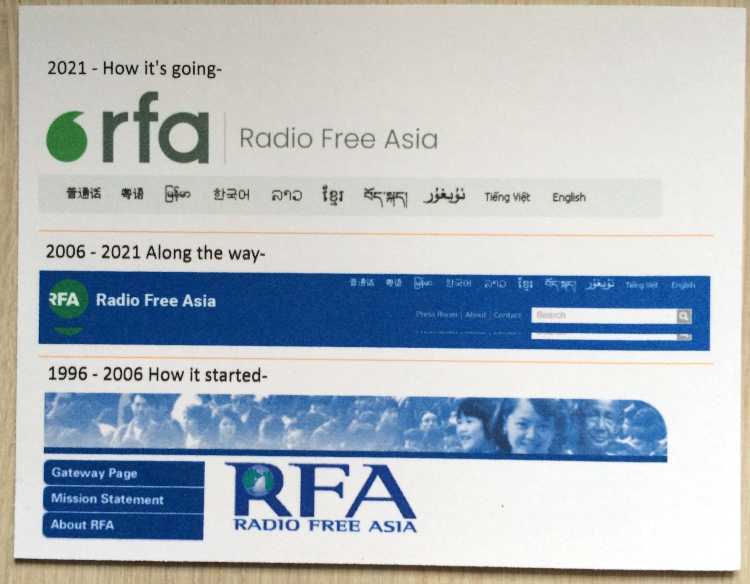 2021 - How it's going-
rfa Radio Free Asia
普通话 粤语 မြန်မာ 한국어 ລາວ ខ្មែរ བོད་སྐད། ئۇيغۇر Tiếng Việt English
2006 - 2021 Along the way-
普通话 粤语 မြန်မာ 한국어 ລາວ ខ្មែរ བོད་སྐད། ئۇيغۇر Tiếng Việt English
RFA Radio Free Asia
Press Room | About | Contact Search
1996 - 2006 How it started-
Gateway Page
Mission Statement
About RFA
RFA
RADIO FREE ASIA